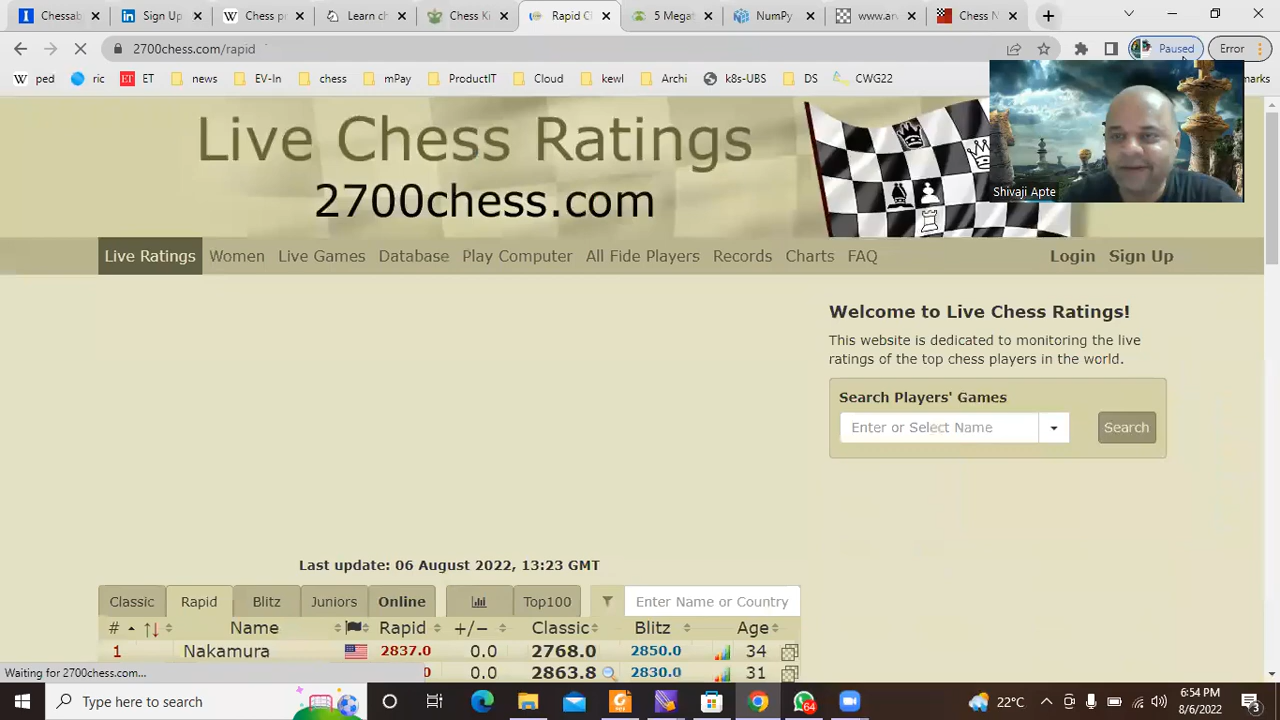 Chessab
Sign Up
Chess p
Learn ch
Chess Ki
Rapid C
5 Megat
NumPy
www.arv
Chess N
2700chess.com/rapid
Paused
Error
ped
ric
ET
news
EV-In
chess
mPay
ProductIT
Cloud
kewl
Archi
k8s-UBS
DS
CWG22
marks
Live Chess Ratings
2700chess.com
Shivaji Apte
Live Ratings Women Live Games Database Play Computer All Fide Players Records Charts FAQ Login Sign Up
Welcome to Live Chess Ratings!
This website is dedicated to monitoring the live
ratings of the top chess players in the world.
Search Players' Games
Enter or Select Name
Search
Last update: 06 August 2022, 13:23 GMT
Classic Rapid Blitz Juniors Online Top100 Enter Name or Country
# Name Rapid +/− Classic Blitz Age
1 Nakamura 2837.0 0.0 2768.0 2850.0 34
0 0.0 2863.8 2830.0 31
Waiting for 2700chess.com...
Type here to search
64
22°C
6:54 PM
8/6/2022
3